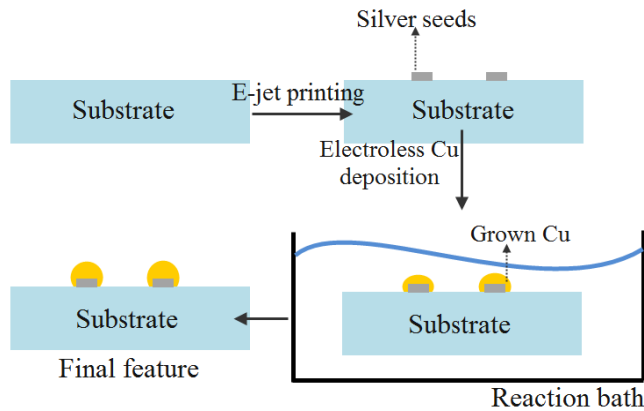 Silver seeds
Substrate
E-jet printing
Substrate
Electroless Cu
deposition
Grown Cu
Substrate
Final feature
Substrate
Reaction bath